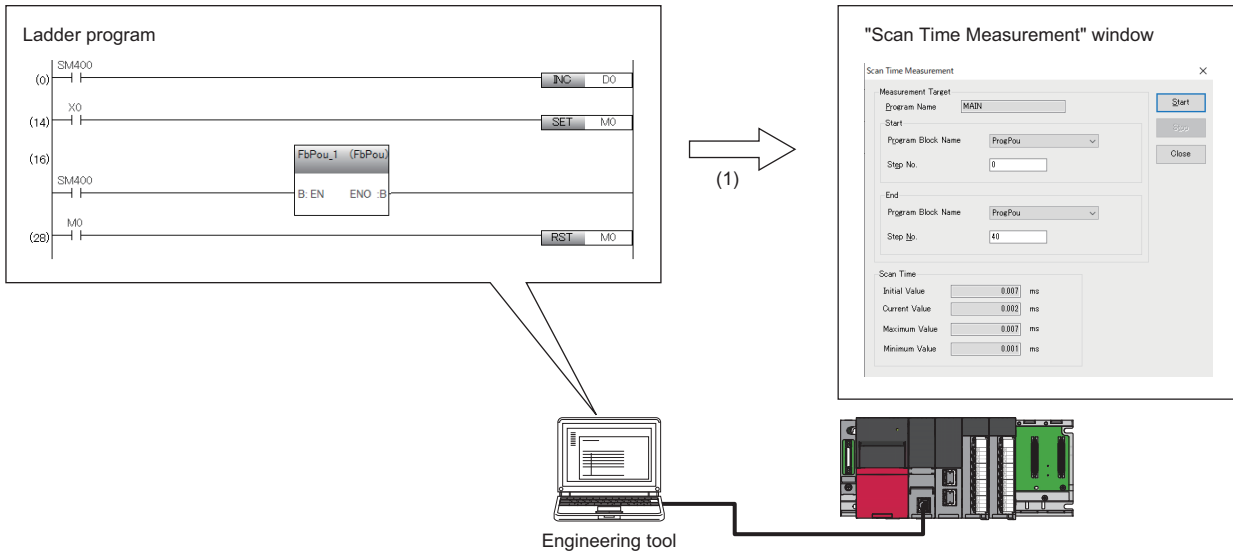 Ladder program
SM400
(0) INC D0
X0
(14) SET M0
(16) FbPou_1 (FbPou)
SM400
B: EN ENO :B
M0
(28) RST M0
(1)
"Scan Time Measurement" window
Scan Time Measurement
Measurement Target
Program Name MAIN
Start
Program Block Name ProgPou
Step No. 0
End
Program Block Name ProgPou
Step No. 40
Scan Time
Initial Value 0.007 ms
Current Value 0.002 ms
Maximum Value 0.007 ms
Minimum Value 0.001 ms
Start
Stop
Close
Engineering tool